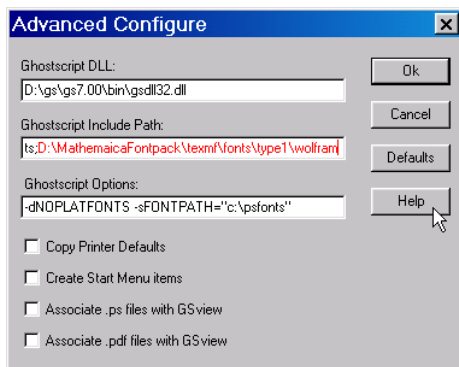 Advanced Configure
Ghostscript DLL:
D:\gs\gs7.00\bin\gsdll32.dll
Ok
Ghostscript Include Path:
Cancel
ts;D:\MathemaicaFontpack\texmf\fonts\type1\wolfram
Defaults
Ghostscript Options:
-dNOPLATFONTS -sFONTPATH="c:\psfonts"
Help
Copy Printer Defaults
Create Start Menu items
Associate .ps files with GSview
Associate .pdf files with GSview